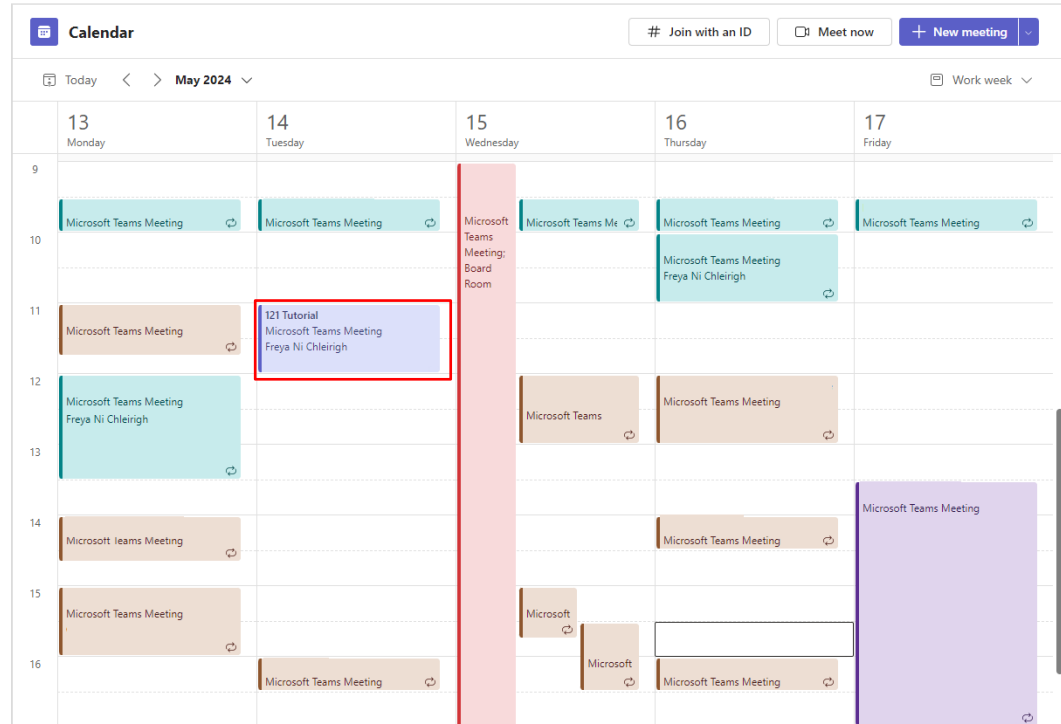 Calendar
# Join with an ID
Meet now
+ New meeting
Today
May 2024
Work week
13
Monday
14
Tuesday
15
Wednesday
16
Thursday
17
Friday
9
Microsoft Teams Meeting
Microsoft Teams Meeting
Microsoft
Teams
Meeting;
Board
Room
Microsoft Teams Me
Microsoft Teams Meeting
Microsoft Teams Meeting
10
Microsoft Teams Meeting
Freya Ni Chleirigh
11
Microsoft Teams Meeting
121 Tutorial
Microsoft Teams Meeting
Freya Ni Chleirigh
12
Microsoft Teams Meeting
Freya Ni Chleirigh
Microsoft Teams
Microsoft Teams Meeting
13
Microsoft Teams Meeting
14
Microsoft Teams Meeting
Microsoft Teams Meeting
15
Microsoft Teams Meeting
Microsoft
16
Microsoft
Microsoft Teams Meeting
Microsoft Teams Meeting